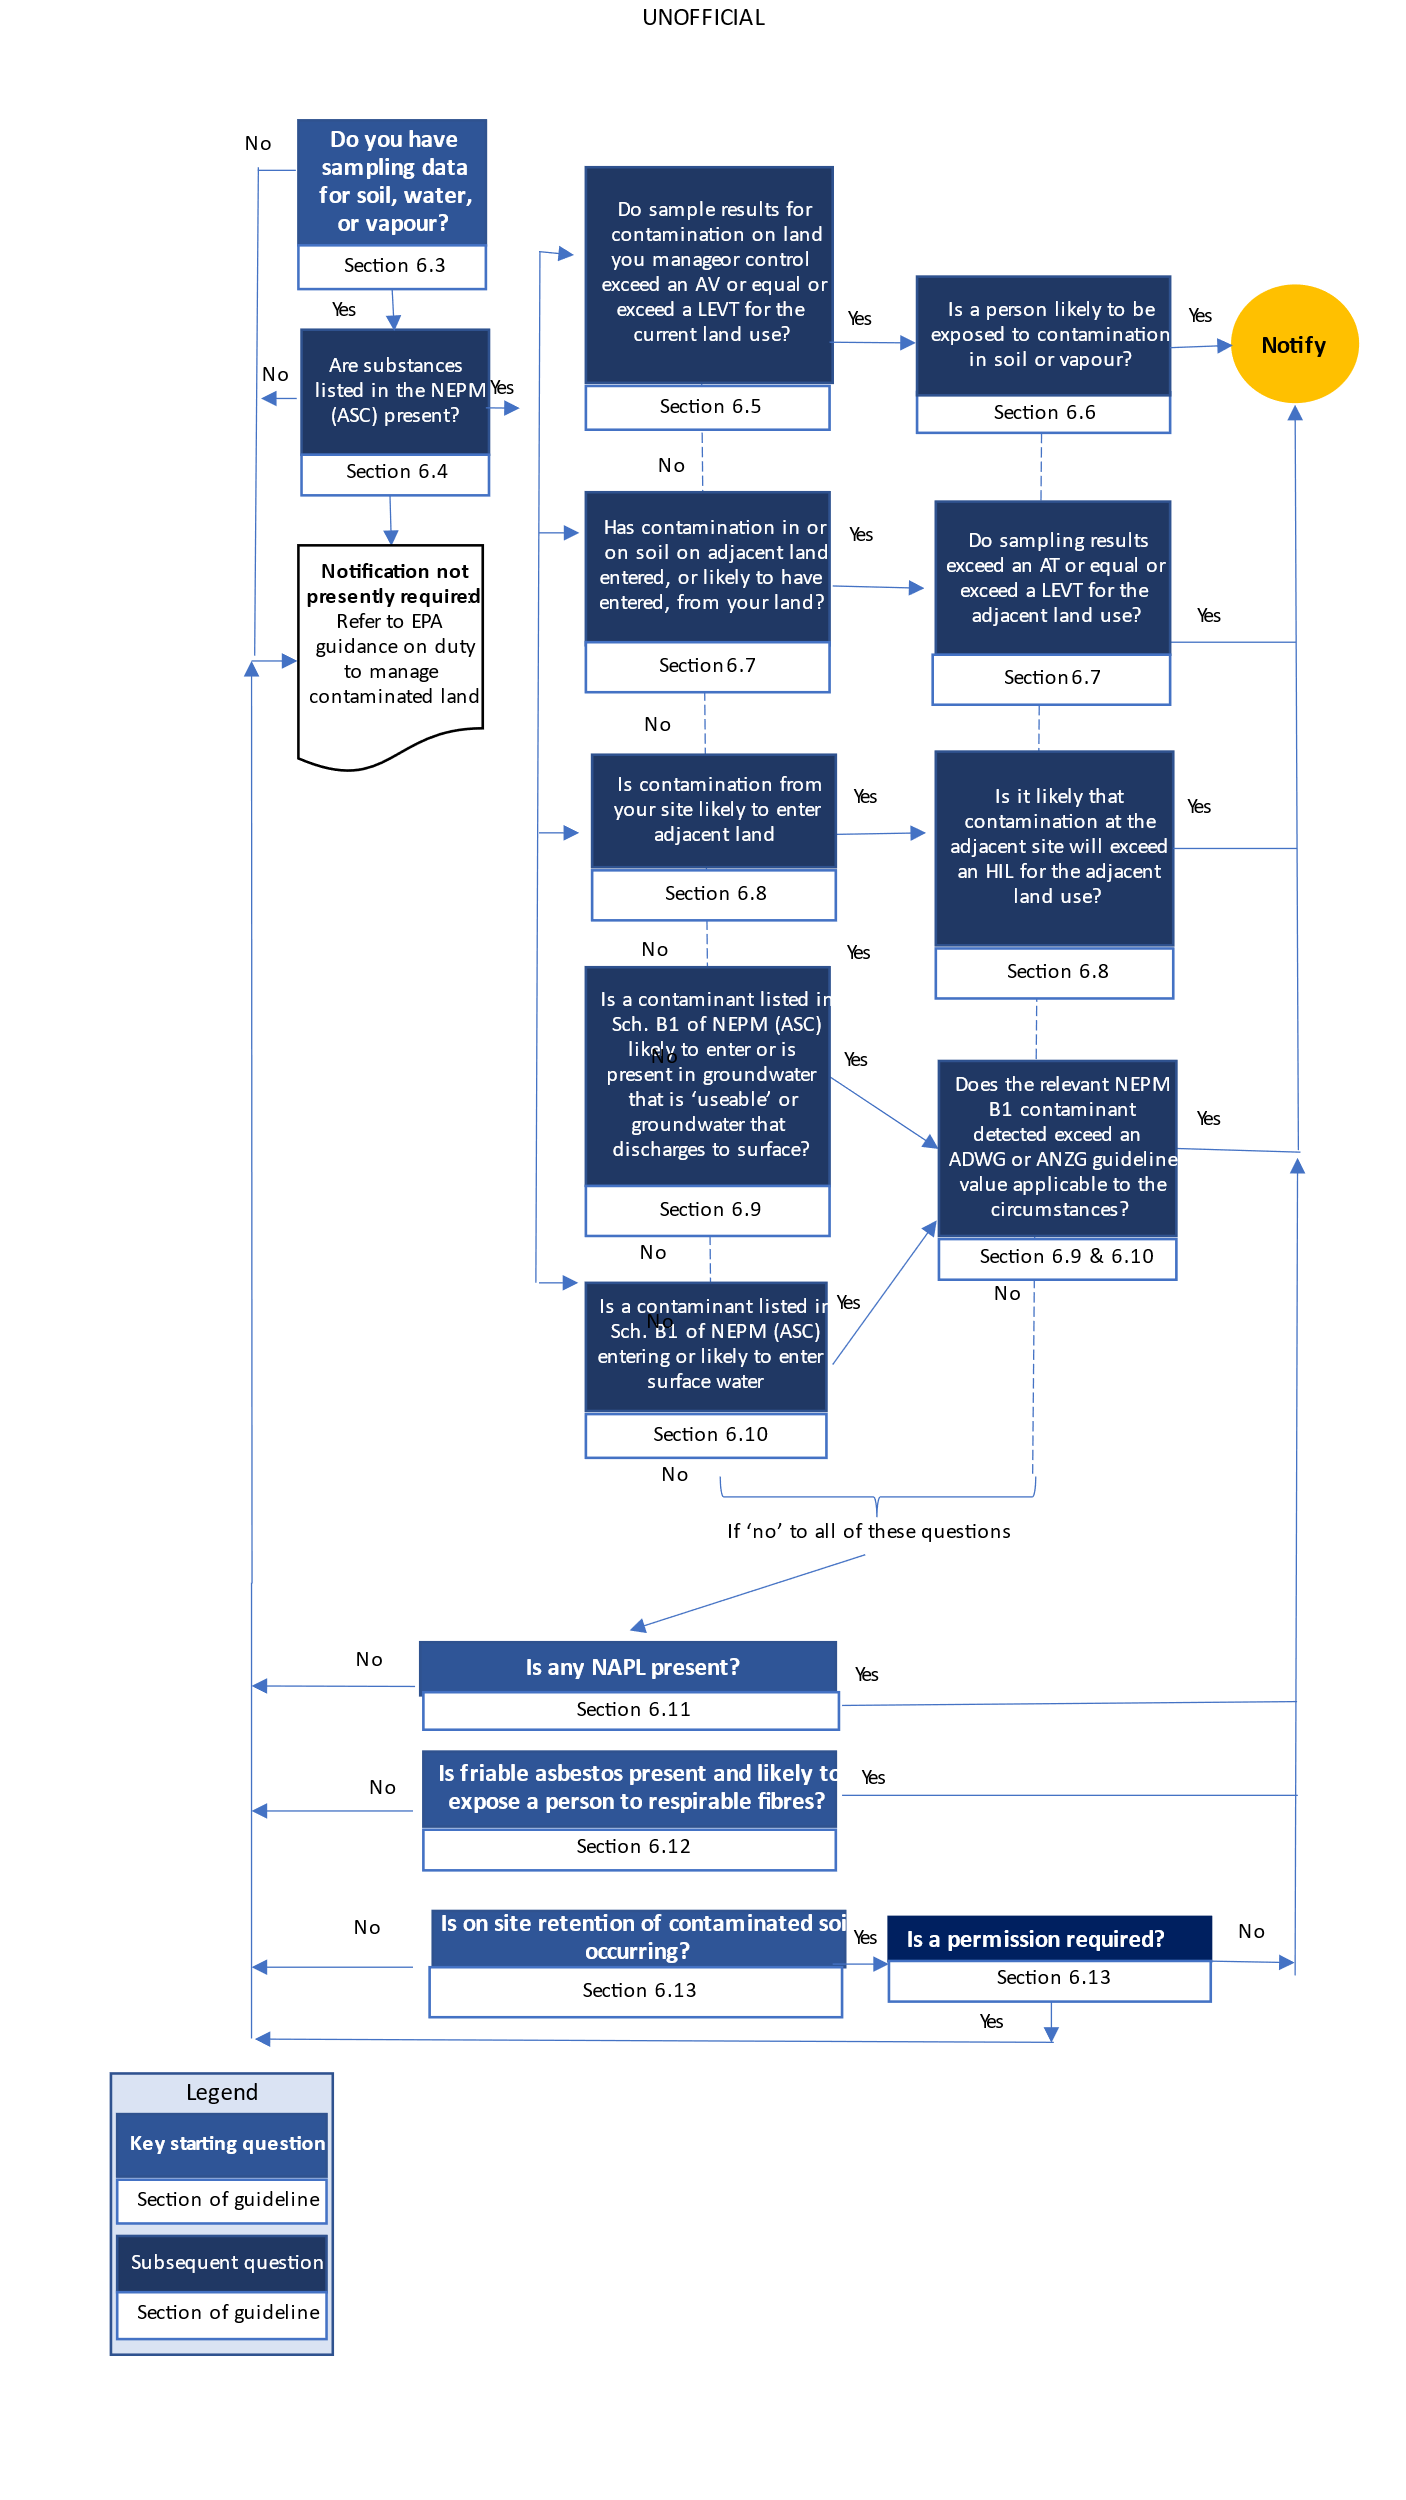 UNOFFICIAL
No
Do you have
sampling data
for soil, water,
or vapour?
Section 6.3
Yes
No
Are substances
listed in the NEPM
(ASC) present?
Yes
Section 6.4
Notification not
presently required.
Refer to EPA
guidance on duty
to manage
contaminated land
Do sample results for
contamination on land
you manageor control
exceed an AV or equal or
exceed a LEVT for the
current land use?
Section 6.5
Yes
Is a person likely to be
exposed to contamination
in soil or vapour?
Section 6.6
Yes
Notify
No
Has contamination in or
on soil on adjacent land
entered, or likely to have
entered, from your land?
Section 6.7
Yes
Do sampling results
exceed an AT or equal or
exceed a LEVT for the
adjacent land use?
Section 6.7
Yes
No
Is contamination from
your site likely to enter
adjacent land
Section 6.8
Yes
Is it likely that
contamination at the
adjacent site will exceed
an HIL for the adjacent
land use?
Section 6.8
Yes
No
Yes
Is a contaminant listed in
Sch. B1 of NEPM (ASC)
likely to enter or is
No
present in groundwater
that is ‘useable’ or
groundwater that
discharges to surface?
Section 6.9
Yes
Does the relevant NEPM
B1 contaminant
detected exceed an
ADWG or ANZG guideline
value applicable to the
circumstances?
Section 6.9 & 6.10
Yes
No
No
Is a contaminant listed in
No
Sch. B1 of NEPM (ASC)
entering or likely to enter
surface water
Section 6.10
Yes
No
If ‘no’ to all of these questions
No
Is any NAPL present?
Section 6.11
Yes
No
Is friable asbestos present and likely to
expose a person to respirable fibres?
Section 6.12
Yes
No
Is on site retention of contaminated soi
occurring?
Section 6.13
Yes
Is a permission required?
Section 6.13
No
Yes
Legend
Key starting question
Section of guideline
Subsequent question
Section of guideline